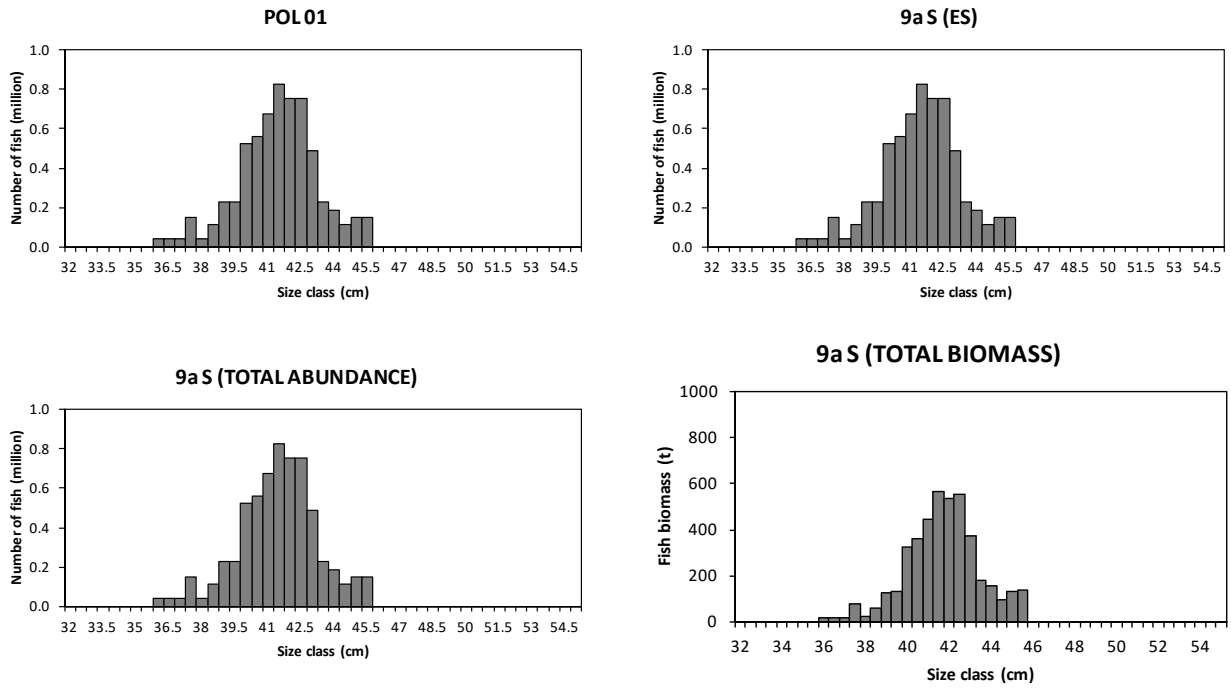 POL 01
Number of fish (million)
1.0
0.8
0.6
0.4
0.2
0.0
32 33.5 35 36.5 38 39.5 41 42.5 44 45.5 47 48.5 50 51.5 53 54.5
Size class (cm)
9a S (ES)
Number of fish (million)
1.0
0.8
0.6
0.4
0.2
0.0
32 33.5 35 36.5 38 39.5 41 42.5 44 45.5 47 48.5 50 51.5 53 54.5
Size class (cm)
9a S (TOTAL ABUNDANCE)
Number of fish (million)
1.0
0.8
0.6
0.4
0.2
0.0
32 33.5 35 36.5 38 39.5 41 42.5 44 45.5 47 48.5 50 51.5 53 54.5
Size class (cm)
9a S (TOTAL BIOMASS)
Fish biomass (t)
1000
800
600
400
200
0
32 34 36 38 40 42 44 46 48 50 52 54
Size class (cm)